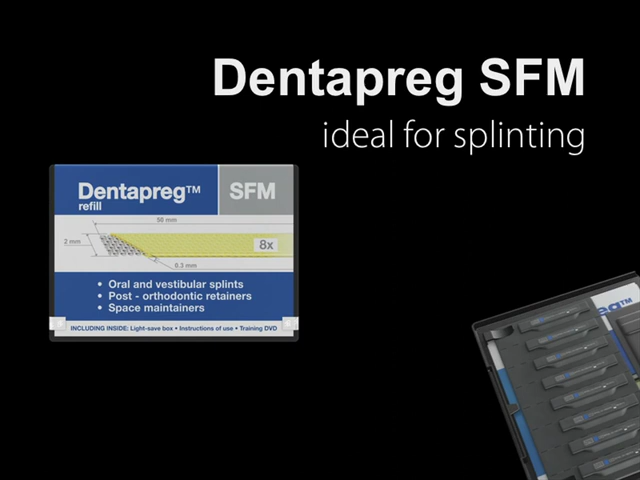 Dentapreg SFM
ideal for splinting
Dentapreg™ SFM
refill
50 mm
2 mm
8x
0.3 mm
• Oral and vestibular splints
• Post - orthodontic retainers
• Space maintainers
INCLUDING INSIDE: Light-save box • Instructions of use • Training DVD